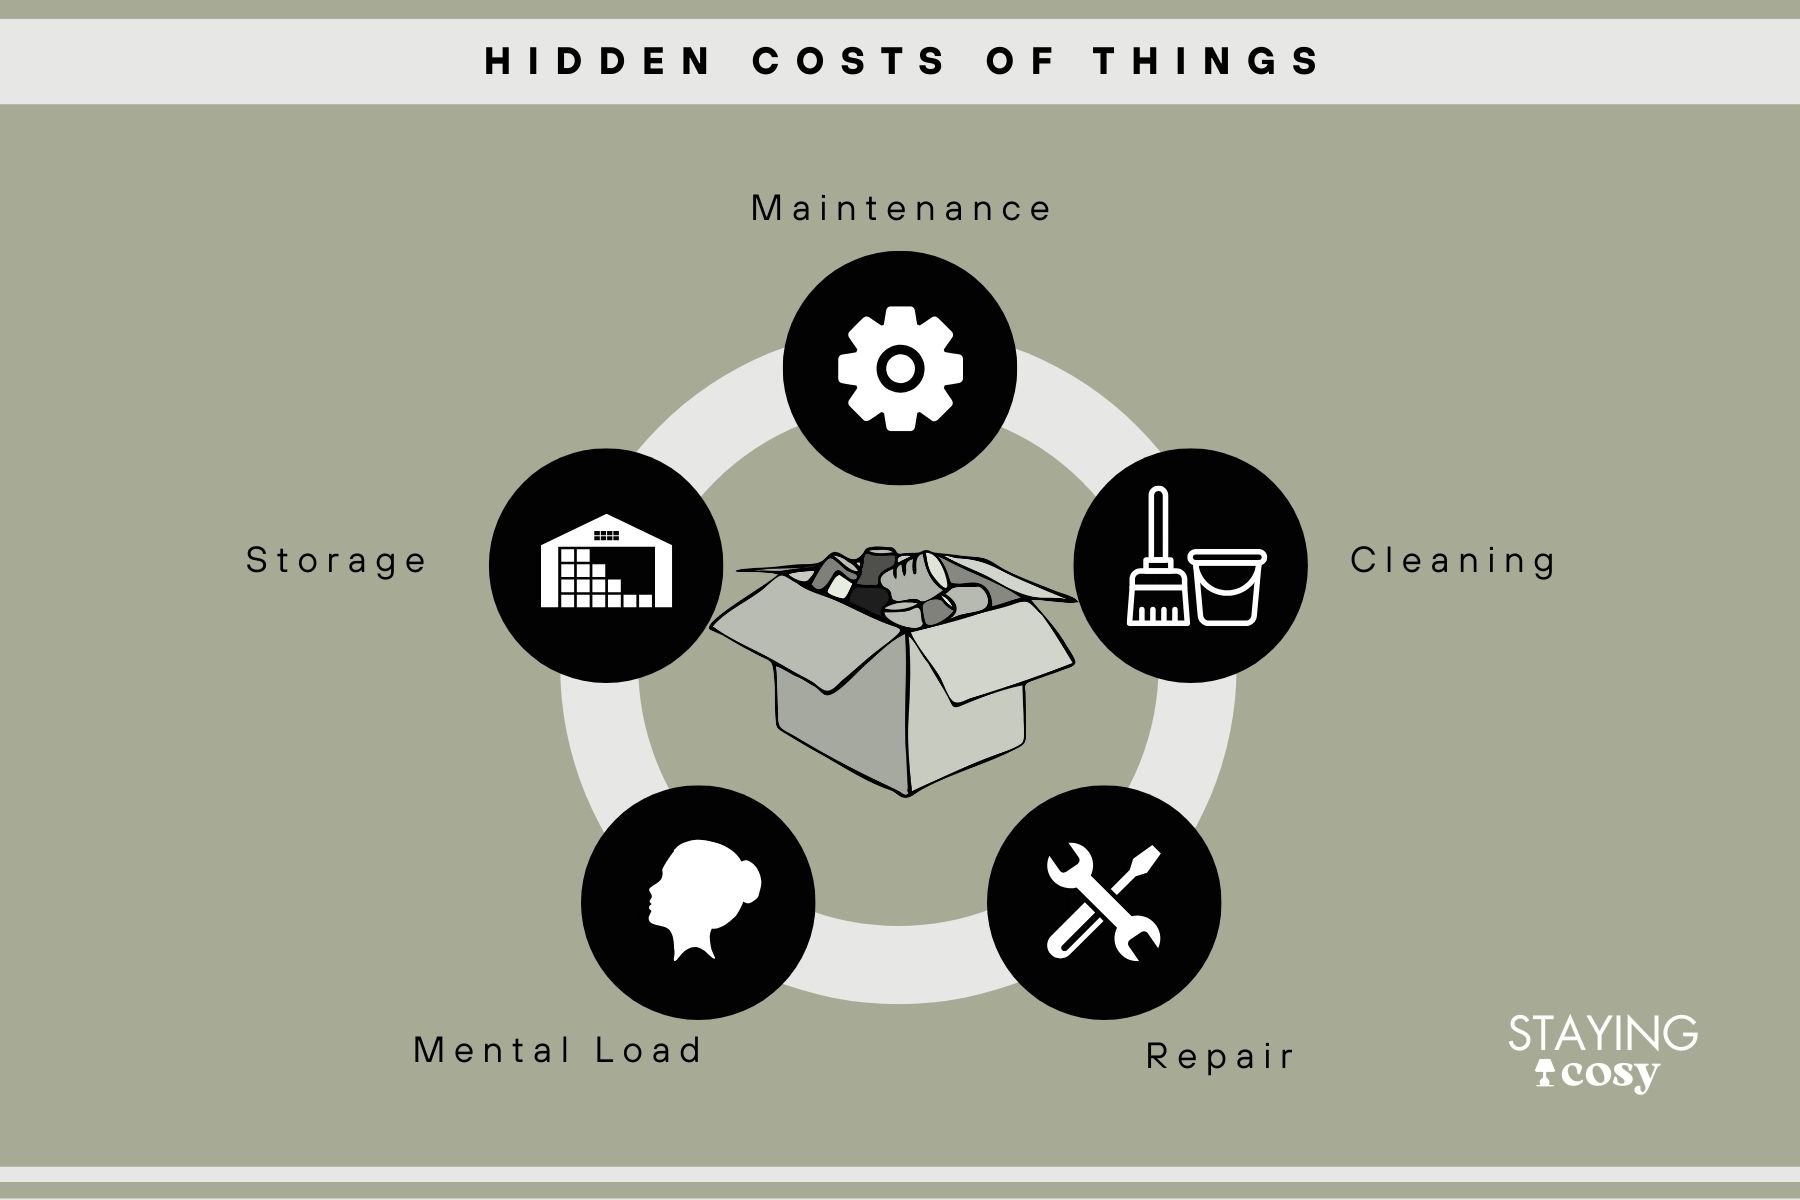 HIDDEN COSTS OF THINGS
Maintenance
Storage
Cleaning
Mental Load
Repair
STAYING
cosy